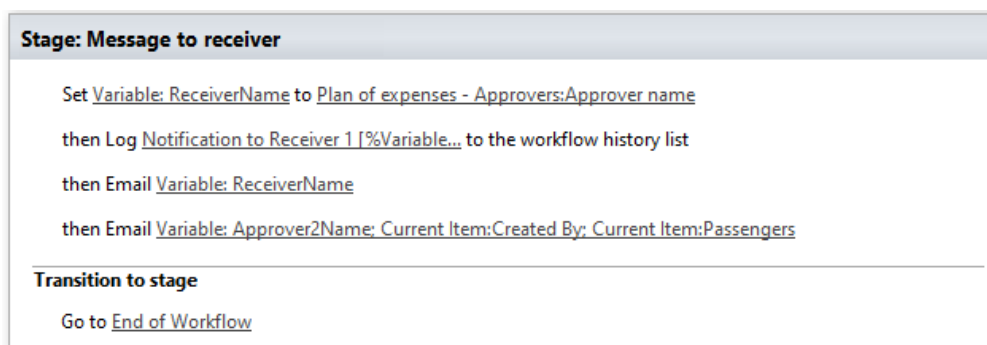 Stage: Message to receiver
Set Variable: ReceiverName to Plan of expenses - Approvers:Approver name
then Log Notification to Receiver 1 [%Variable... to the workflow history list
then Email Variable: ReceiverName
then Email Variable: Approver2Name; Current Item:Created By; Current Item:Passengers
Transition to stage
Go to End of Workflow